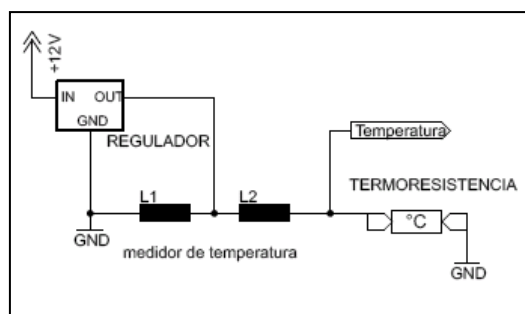 +12V
IN OUT
GND
REGULADOR
Temperatura
TERMORESISTENCIA
L1
L2
°C
GND
medidor de temperatura
GND